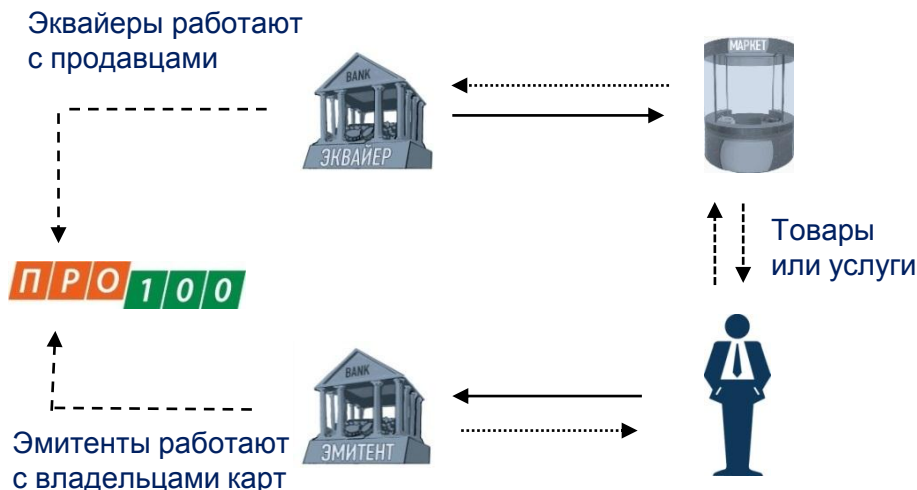 Эквайеры работают
с продавцами
BANK
ЭКВАЙЕР
МАРКЕТ
Товары
или услуги
ПРО100
BANK
ЭМИТЕНТ
Эмитенты работают
с владельцами карт